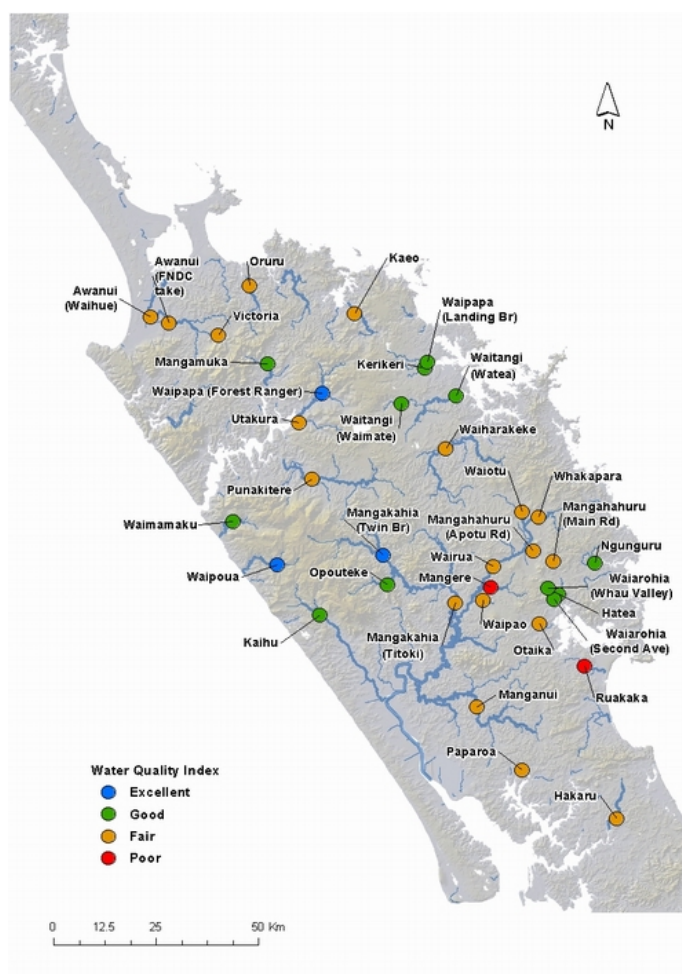 N
Awanui
(FNDC
take)
Oruru
Kaeo
Awanui
(Waihue)
Victoria
Waipapa
(Landing Br)
Mangamuka
Kerikeri
Waitangi
(Watea)
Waipapa (Forest Ranger)
Utakura
Waitangi
(Waimate)
Waiharakeke
Waiotu
Whakapara
Punakitere
Mangakahia
(Twin Br)
Mangahahuru
(Apotu Rd)
Mangahahuru
(Main Rd)
Waimamaku
Wairua
Ngunguru
Waipoua
Opouteke
Mangere
Waiarohia
(Whau Valley)
Hatea
Kaihu
Mangakahia
(Titoki)
Waipao
Otaika
Waiarohia
(Second Ave)
Ruakaka
Manganui
Paparoa
Hakaru
Water Quality Index
Excellent
Good
Fair
Poor
0 12.5 25 50 Km